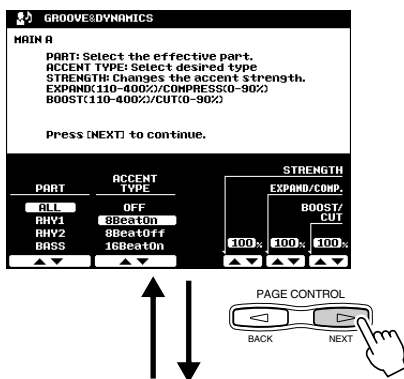 GROOVE&DYNAMICS
MAIN A
PART: Select the effective part.
ACCENT TYPE: Select desired type
STRENGTH: Changes the accent strength.
EXPAND(110-400%)/COMPRESS(0-90%)
BOOST(110-400%)/CUT(0-90%)
Press [NEXT] to continue.
STRENGTH
PART
ACCENT
TYPE
EXPAND/COMP.
ALL
RHY1
RHY2
BASS
OFF
8BeatOn
8BeatOff
16BeatOn
BOOST/
CUT
100% 100% 100%
PAGE CONTROL
BACK NEXT